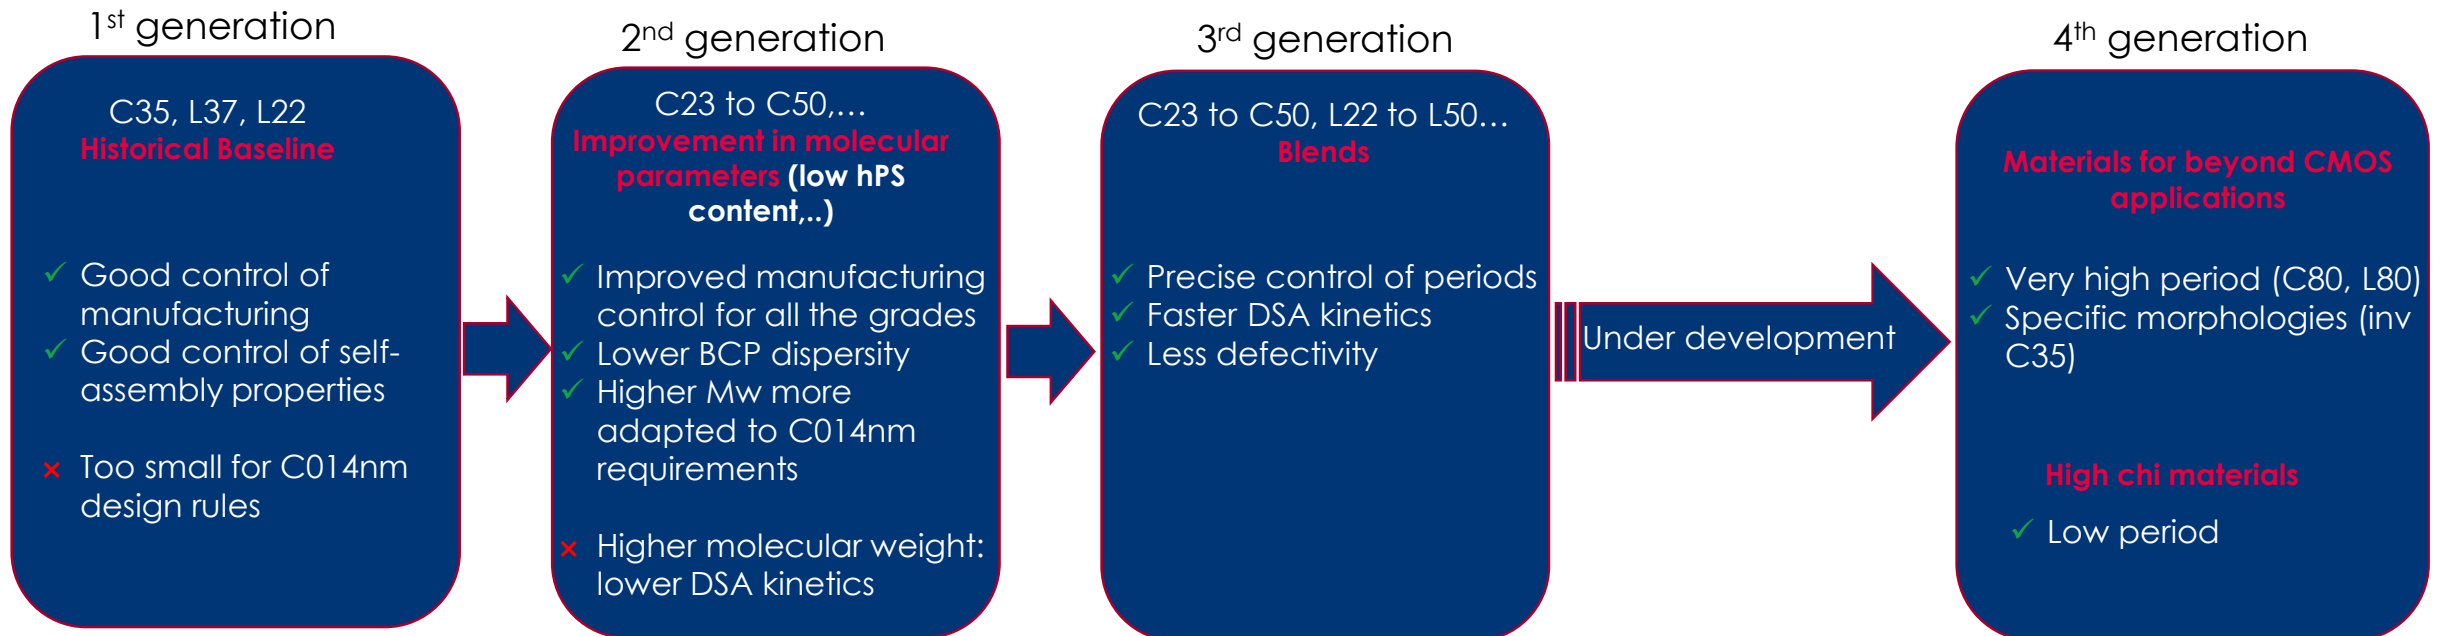 1st generation
C35, L37, L22
Historical Baseline
Good control of
manufacturing
Good control of self-
assembly properties
Too small for C014nm
design rules
2nd generation
C23 to C50,...
Improvement in molecular
parameters (low hPS
content,..)
Improved manufacturing
control for all the grades
Lower BCP dispersity
Higher Mw more
adapted to C014nm
requirements
Higher molecular weight:
lower DSA kinetics
3rd generation
C23 to C50, L22 to L50...
Blends
Precise control of periods
Faster DSA kinetics
Less defectivity
Under development
4th generation
Materials for beyond CMOS
applications
Very high period (C80, L80)
Specific morphologies (inv
C35)
High chi materials
Low period